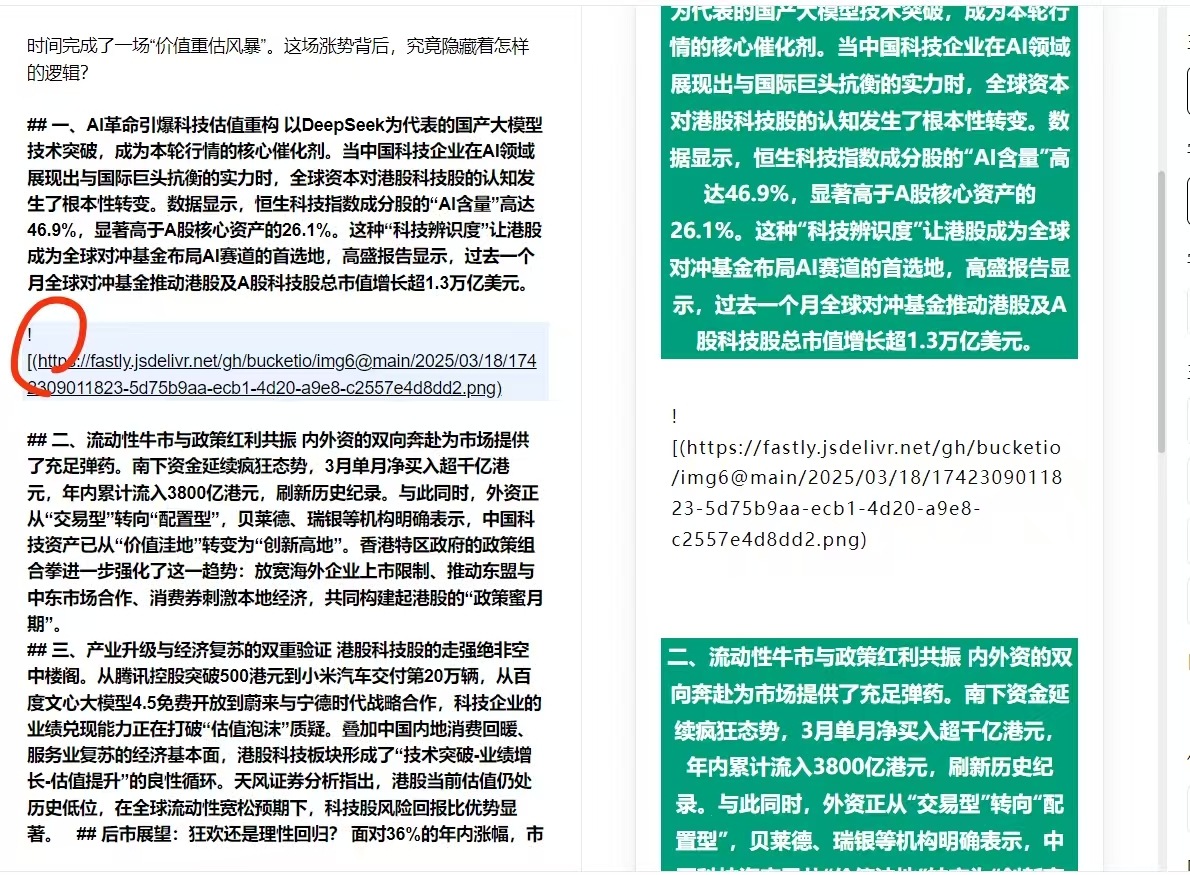 时间完成了一场“价值重估风暴”。这场涨势背后，究竟隐藏着怎样
的逻辑？
## 一、AI革命引爆科技估值重构 以DeepSeek为代表的国产大模型
技术突破，成为本轮行情的核心催化剂。当中国科技企业在AI领域
展现出与国际巨头抗衡的实力时，全球资本对港股科技股的认知发
生了根本性转变。数据显示，恒生科技指数成分股的“AI含量”高达
46.9%，显著高于A股核心资产的26.1%。这种“科技辨识度”让港股
成为全球对冲基金布局AI赛道的首选地，高盛报告显示，过去一个
月全球对冲基金推动港股及A股科技股总市值增长超1.3万亿美元。
!
[(https://fastly.jsdelivr.net/gh/bucketio/img6@main/2025/03/18/174
2309011823-5d75b9aa-ecb1-4d20-a9e8-c2557e4d8dd2.png)
## 二、流动性牛市与政策红利共振 内外资的双向奔赴为市场提供
了充足弹药。南下资金延续疯狂态势，3月单月净买入超千亿港
元，年内累计流入3800亿港元，刷新历史纪录。与此同时，外资正
从“交易型”转向“配置型”，贝莱德、瑞银等机构明确表示，中国科
技资产已从“价值洼地”转变为“创新高地”。香港特区政府的政策组
合拳进一步强化了这一趋势：放宽海外企业上市限制、推动东盟与
中东市场合作、消费券刺激本地经济，共同构建起港股的“政策蜜月
期”。
## 三、产业升级与经济复苏的双重验证 港股科技股的走强绝非空
中楼阁。从腾讯控股突破500港元到小米汽车交付第20万辆，从百
度文心大模型4.5免费开放到蔚来与宁德时代战略合作，科技企业的
业绩兑现能力正在打破“估值泡沫”质疑。叠加中国内地消费回暖、
服务业复苏的经济基本面，港股科技板块形成了“技术突破-业绩增
长-估值提升”的良性循环。天风证券分析指出，港股当前估值仍处
历史低位，在全球流动性宽松预期下，科技股风险回报比优势显
著。 ## 后市展望：狂欢还是理性回归？ 面对36%的年内涨幅，市
为代表的国产大模型技术突破，成为本轮行
情的核心催化剂。当中国科技企业在AI领域
展现出与国际巨头抗衡的实力时，全球资本
对港股科技股的认知发生了根本性转变。数
据显示，恒生科技指数成分股的“AI含量”高
达46.9%，显著高于A股核心资产的
26.1%。这种“科技辨识度”让港股成为全球
对冲基金布局AI赛道的首选地，高盛报告显
示，过去一个月全球对冲基金推动港股及A
股科技股总市值增长超1.3万亿美元。
!
[(https://fastly.jsdelivr.net/gh/bucketio
/img6@main/2025/03/18/17423090118
23-5d75b9aa-ecb1-4d20-a9e8-
c2557e4d8dd2.png)
二、流动性牛市与政策红利共振 内外资的双
向奔赴为市场提供了充足弹药。南下资金延
续疯狂态势，3月单月净买入超千亿港元，
年内累计流入3800亿港元，刷新历史纪
录。与此同时，外资正从“交易型”转向“配
置型”，贝莱德、瑞银等机构明确表示，中